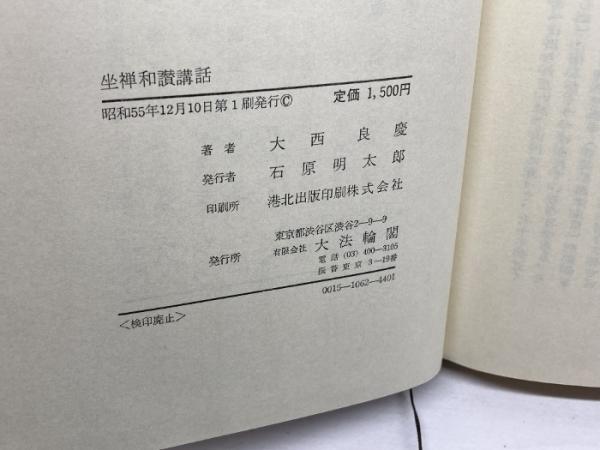 坐禅和讃講話
昭和55年12月10日第1刷発行© 定価 1,500円
著者 大西良慶
発行者 石原明太郎
印刷所 港北出版印刷株式会社
東京都渋谷区渋谷2—9—9
発行所 有限会社 大法輪閣
電話 (03) 400—3105
振替東京 3—19番
0015—1062—4401
<検印廃止>